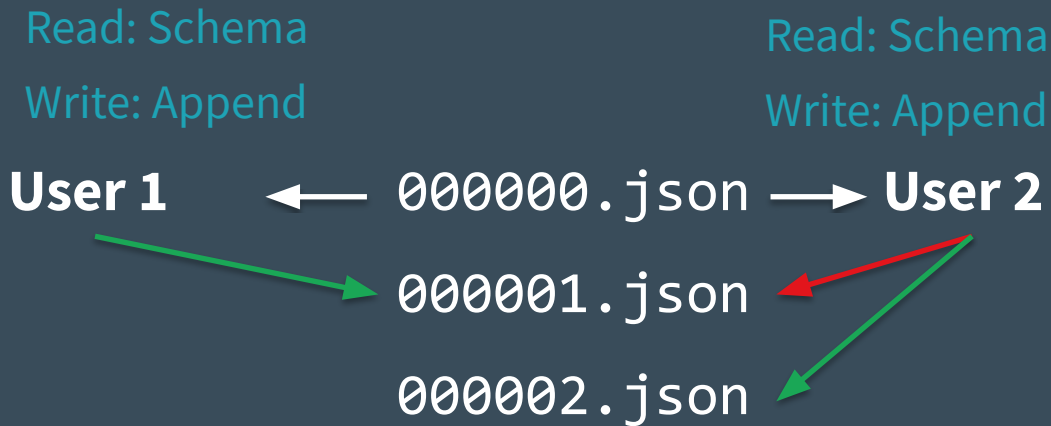 Read: Schema
Write: Append
Read: Schema
Write: Append
User 1
000000.json
User 2
000001.json
000002.json